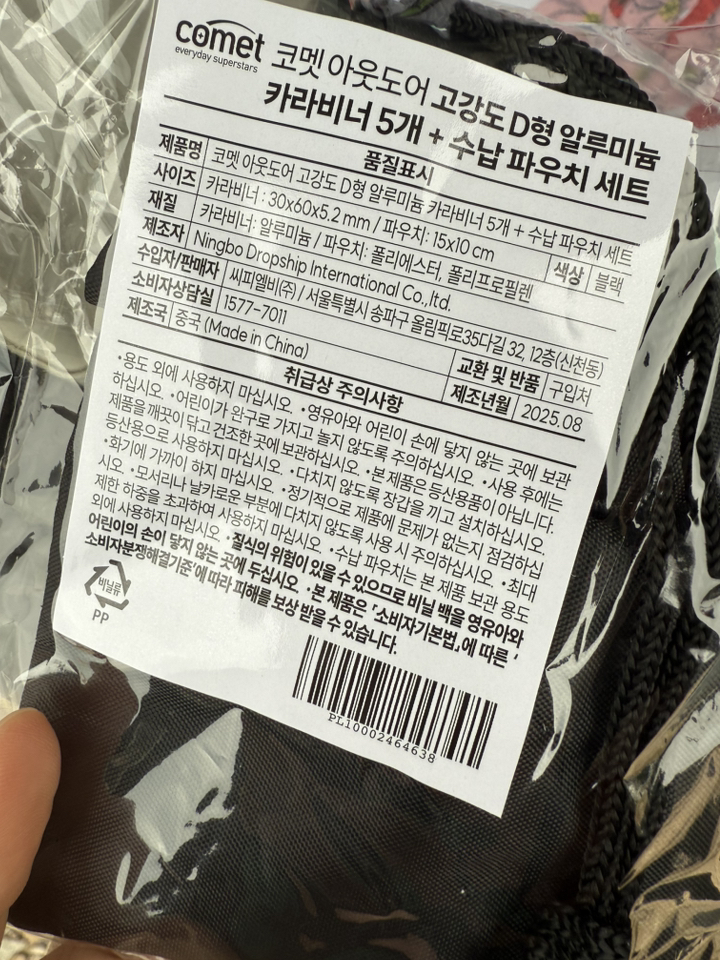 comet
everyday superstars
코멧 아웃도어 고강도 D형 알루미늄
카라비너 5개 + 수납 파우치 세트
품질표시
제품명 코멧 아웃도어 고강도 D형 알루미늄 카라비너 5개 + 수납 파우치 세트
사이즈 카라비너 : 30x60x5.2 mm / 파우치: 15x10 cm 색상 블랙
재질 카라비너: 알루미늄 / 파우치: 폴리에스터, 폴리프로필렌
제조자 Ningbo Dropship International Co.,ltd.
수입자/판매자 씨피엘비(주) / 서울특별시 송파구 올림픽로35다길 32, 12층(신천동)
소비자상담실 1577-7011 교환 및 반품 구입처
제조국 중국 (Made in China) 제조년월 2025.08
취급상 주의사항
•용도 외에 사용하지 마십시오. •영유아와 어린이 손에 닿지 않는 곳에 보관
하십시오. •어린이가 완구로 가지고 놀지 않도록 주의하십시오. •사용 후에는
제품을 깨끗이 닦고 건조한 곳에 보관하십시오. •본 제품은 등산용품이 아닙니다.
등산용으로 사용하지 마십시오. •다치지 않도록 장갑을 끼고 설치하십시오.
•화기에 가까이 하지 마십시오. •정기적으로 제품에 문제가 없는지 점검하십
시오. •모서리나 날카로운 부분에 다치지 않도록 사용 시 주의하십시오. •최대
제한 하중을 초과하여 사용하지 마십시오. •수납 파우치는 본 제품 보관 용도
외에 사용하지 마십시오. •질식의 위험이 있을 수 있으므로 비닐 백을 영유아와
어린이의 손이 닿지 않는 곳에 두십시오. •본 제품은 「소비자기본법」에 따른 「
소비자분쟁해결기준」에 따라 피해를 보상 받을 수 있습니다.
비닐류
PP
PL10002464638